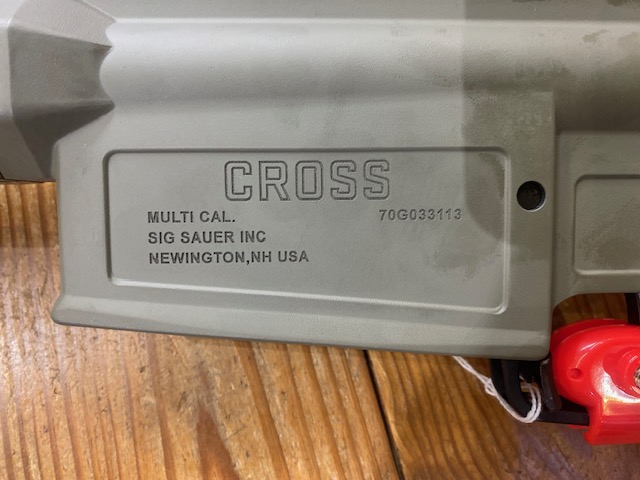 CROSS
MULTI CAL. 70G033113
SIG SAUER INC
NEWINGTON,NH USA